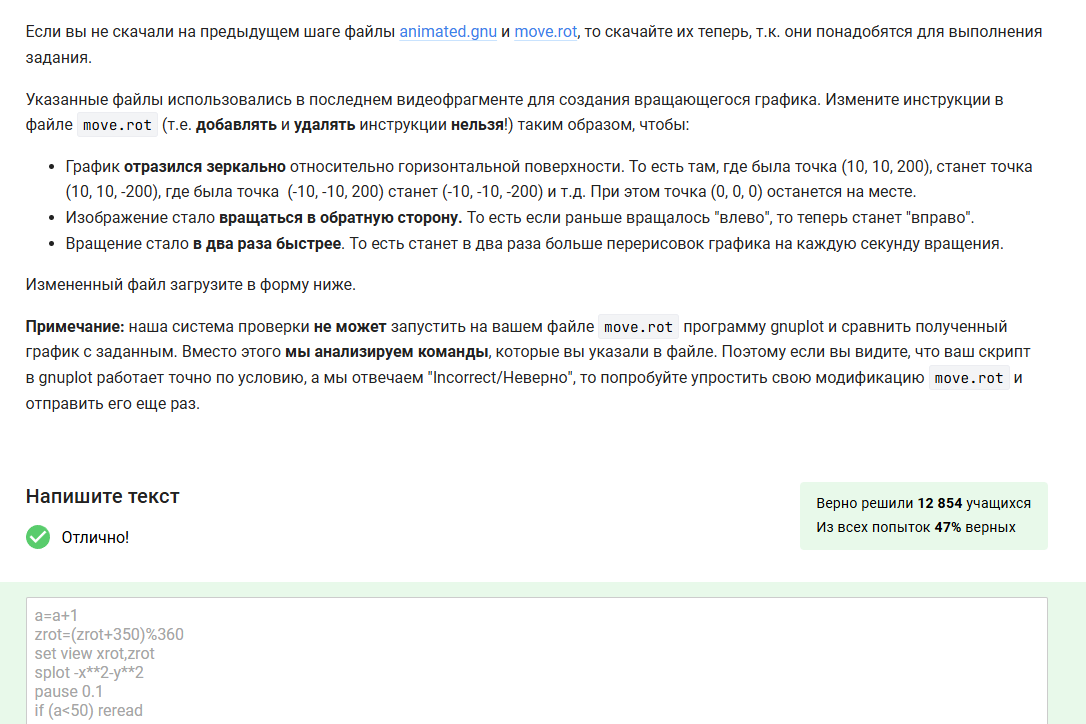 Если вы не скачали на предыдущем шаге файлы animated.gnu и move.rot, то скачайте их теперь, т.к. они понадобятся для выполнения
задания.
Указанные файлы использовались в последнем видеофрагменте для создания вращающегося графика. Измените инструкции в
файле move.rot (т.е. добавлять и удалять инструкции нельзя!) таким образом, чтобы:
• График отразился зеркально относительно горизонтальной поверхности. То есть там, где была точка (10, 10, 200), станет точка
(10, 10, -200), где была точка (-10, -10, 200) станет (-10, -10, -200) и т.д. При этом точка (0, 0, 0) останется на месте.
• Изображение стало вращаться в обратную сторону. То есть если раньше вращалось "влево", то теперь станет "вправо".
• Вращение стало в два раза быстрее. То есть станет в два раза больше перерисовок графика на каждую секунду вращения.
Измененный файл загрузите в форму ниже.
Примечание: наша система проверки не может запустить на вашем файле move.rot программу gnuplot и сравнить полученный
график с заданным. Вместо этого мы анализируем команды, которые вы указали в файле. Поэтому если вы видите, что ваш скрипт
в gnuplot работает точно по условию, а мы отвечаем "Incorrect/Неверно", то попробуйте упростить свою модификацию move.rot и
отправить его еще раз.
Напишите текст
Верно решили 12 854 учащихся
Из всех попыток 47% верных
Отлично!
a=a+1
zrot=(zrot+350)%360
set view xrot,zrot
splot -x**2-y**2
pause 0.1
if (a<50) reread